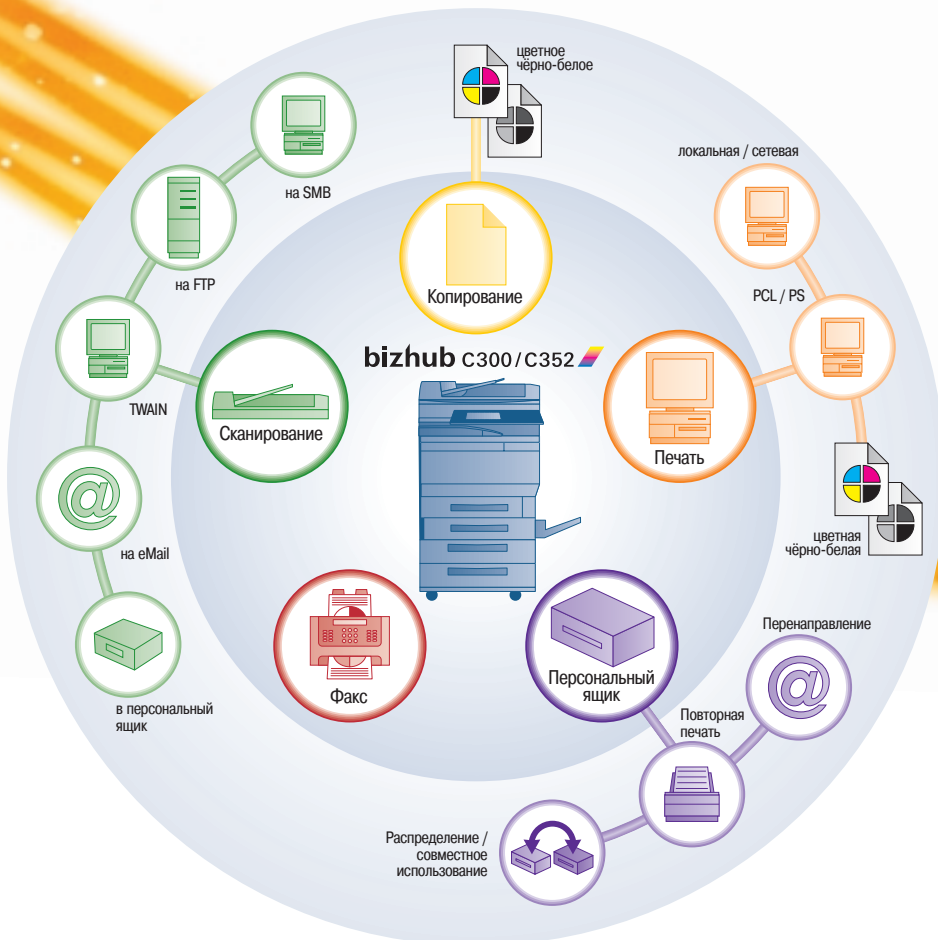 цветное
чёрно-белое
на SMB
локальная / сетевая
на FTP
Копирование
PCL / PS
bizhub C300/C352
TWAIN
Сканирование
Печать
на eMail
цветная
чёрно-белая
Факс
Персональный
ящик
Перенаправление
в персональный
ящик
Повторная
печать
Распределение /
совместное
использование